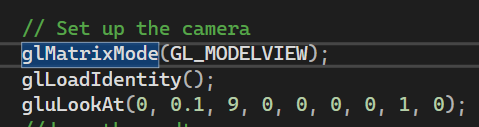 // Set up the camera
glMatrixMode(GL_MODELVIEW);
glLoadIdentity();
gluLookAt(0, 0.1, 9, 0, 0, 0, 0, 1, 0);